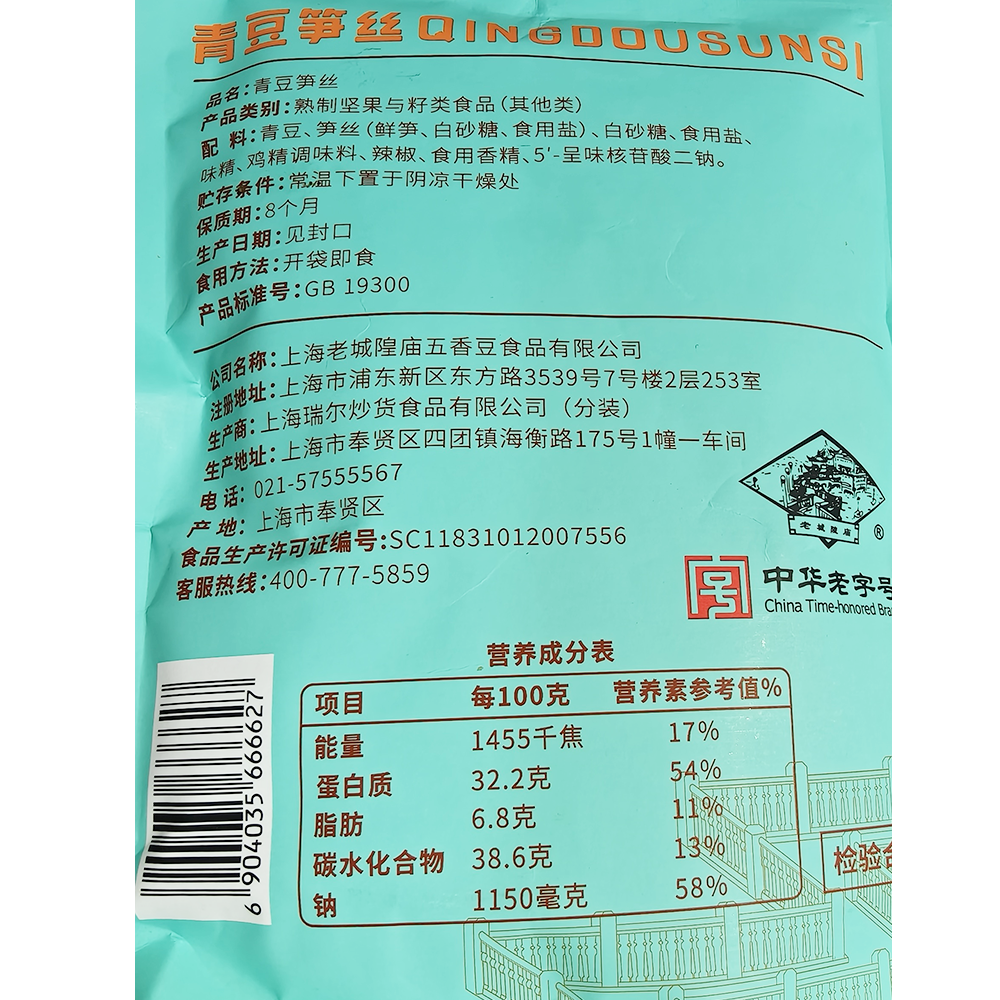 青豆笋丝 QINGDOUSUNSI
品名:青豆笋丝
产品类别:熟制坚果与籽类食品(其他类)
配 料:青豆、笋丝(鲜笋、白砂糖、食用盐)、白砂糖、食用盐、
味精、鸡精调味料、辣椒、食用香精、5'-呈味核苷酸二钠。
贮存条件:常温下置于阴凉干燥处
保质期:8个月
生产日期:见封口
食用方法:开袋即食
产品标准号:GB 19300
公司名称:上海老城隍庙五香豆食品有限公司
注册地址:上海市浦东新区东方路3539号7号楼2层253室
生产商:上海瑞尔炒货食品有限公司(分装)
生产地址:上海市奉贤区四团镇海衡路175号1幢一车间
电 话: 021-57555567
产 地: 上海市奉贤区
食品生产许可证编号:SC11831012007556
客服热线:400-777-5859
老城隍庙
®
中华老字号
China Time-honored Bra
营养成分表
项目 每100克 营养素参考值%
能量 1455千焦 17%
蛋白质 32.2克 54%
脂肪 6.8克 11%
碳水化合物 38.6克 13%
钠 1150毫克 58%
6 904035 666627
检验合